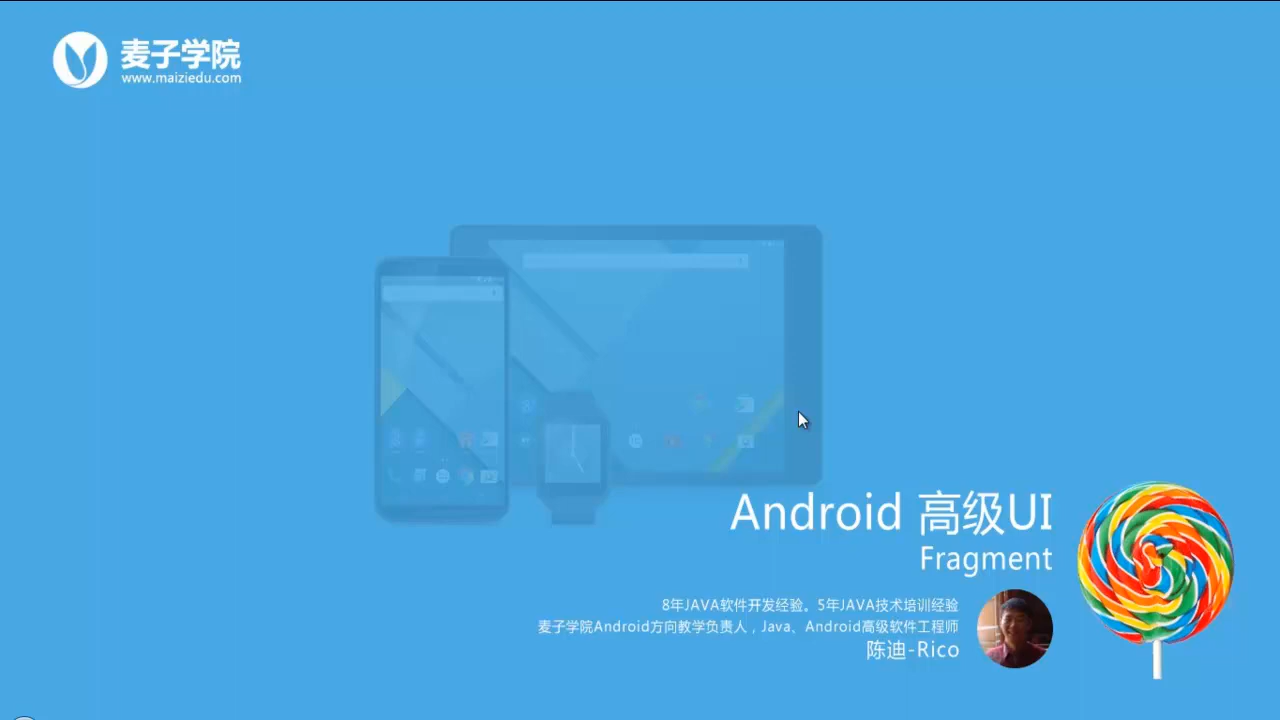 麦子学院
www.maiziedu.com
Android 高级UI
Fragment
8年JAVA软件开发经验。5年JAVA技术培训经验
麦子学院Android方向教学负责人，Java、Android高级软件工程师
陈迪-Rico